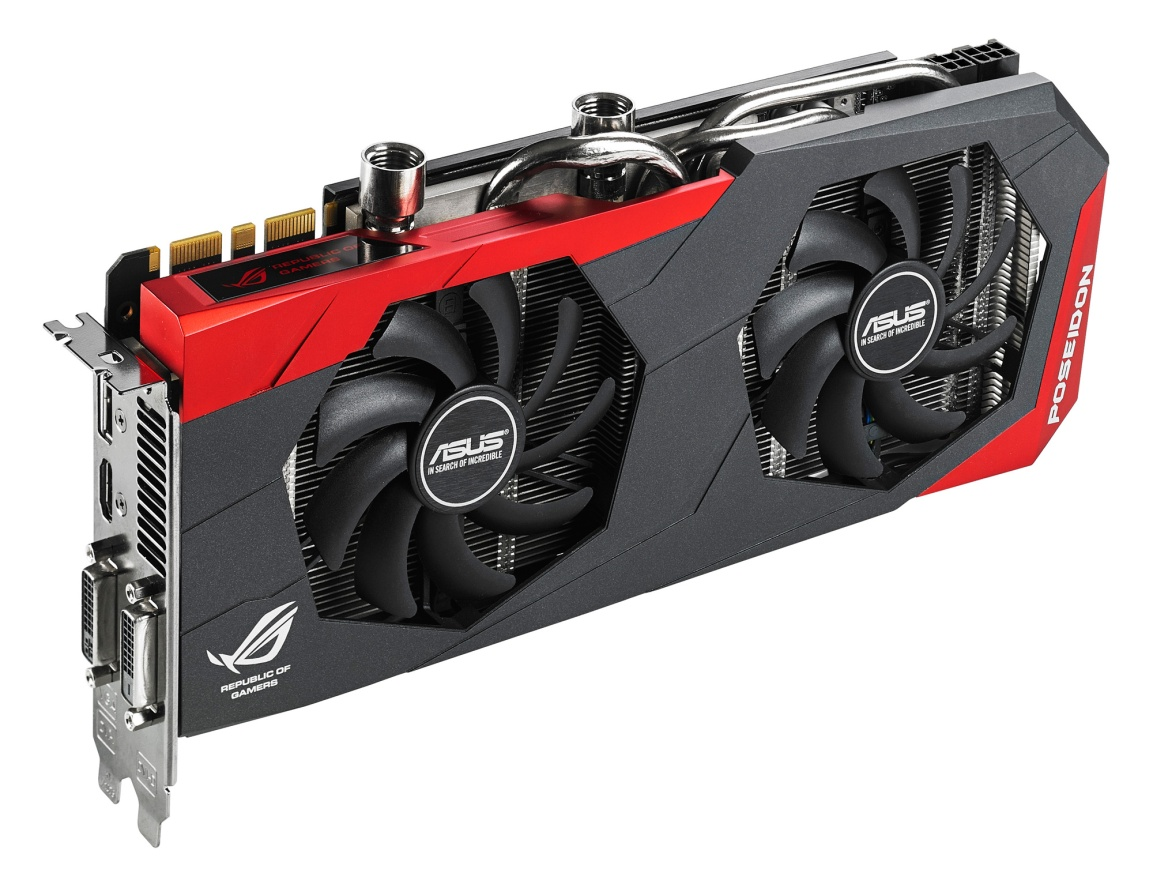 REPUBLIC OF
GAMERS
ASUS®
IN SEARCH OF INCREDIBLE
ASUS®
IN SEARCH OF INCREDIBLE
POSEIDON
REPUBLIC OF
GAMERS